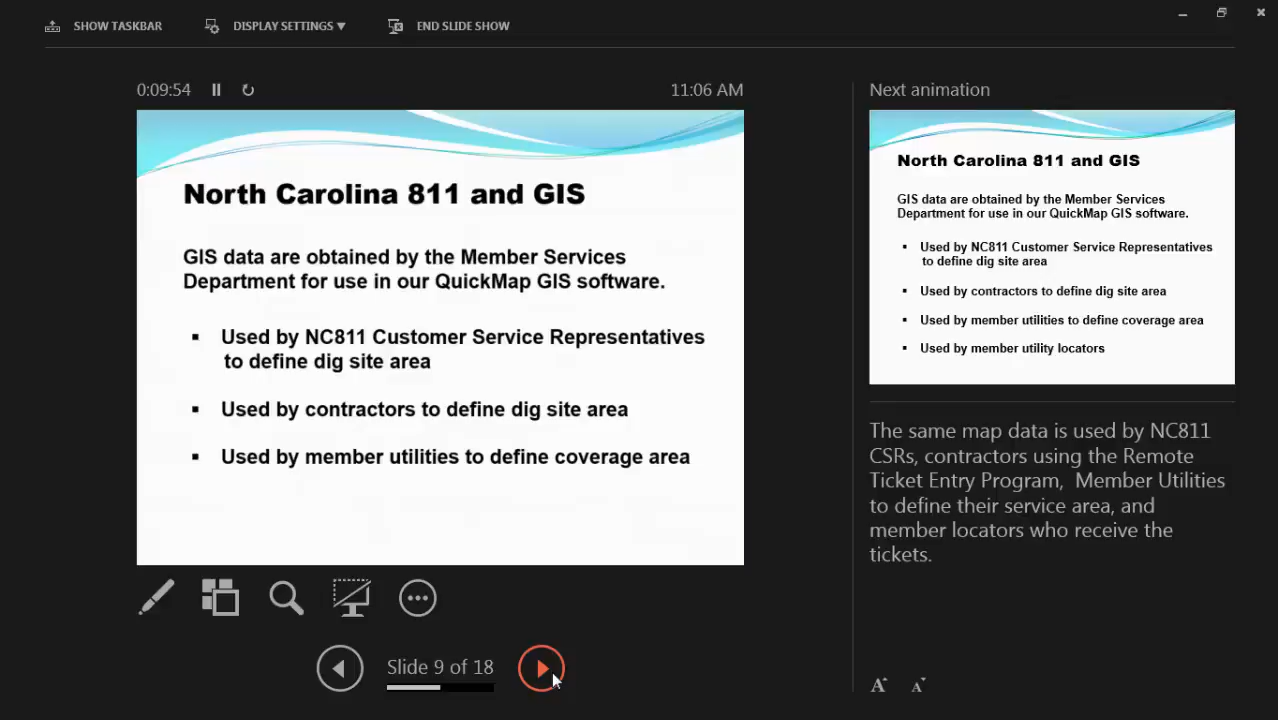 SHOW TASKBAR
DISPLAY SETTINGS ▼
END SLIDE SHOW
0:09:54
11:06 AM
North Carolina 811 and GIS
GIS data are obtained by the Member Services
Department for use in our QuickMap GIS software.
▪ Used by NC811 Customer Service Representatives
to define dig site area
▪ Used by contractors to define dig site area
▪ Used by member utilities to define coverage area
Slide 9 of 18
Next animation
North Carolina 811 and GIS
GIS data are obtained by the Member Services
Department for use in our QuickMap GIS software.
▪ Used by NC811 Customer Service Representatives
to define dig site area
▪ Used by contractors to define dig site area
▪ Used by member utilities to define coverage area
▪ Used by member utility locators
The same map data is used by NC811
CSRs, contractors using the Remote
Ticket Entry Program, Member Utilities
to define their service area, and
member locators who receive the
tickets.
A A